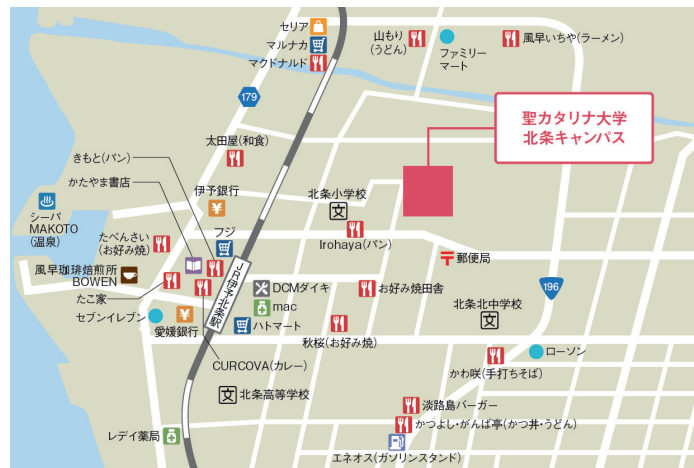 セリア
マルナカ
マクドナルド
山もり
(うどん)
ファミリー
マート
風早いちや(ラーメン)
179
聖カタリナ大学
北条キャンパス
太田屋(和食)
きもと(パン)
かたやま書店
伊予銀行
北条小学校
文
シーパ
MAKOTO
(温泉)
たべんさい
(お好み焼)
フジ
Irohaya(パン)
郵便局
風早珈琲焙煎所
BOWEN
たこ家
JR伊予北条駅
DCMダイキ
お好み焼田舎
196
mac
北条北中学校
文
セブンイレブン
愛媛銀行
ハトマート
秋桜(お好み焼)
ローソン
CURCOVA(カレー)
かわ咲(手打ちそば)
文
北条高等学校
淡路島バーガー
かつよし・がんば亭(かつ丼・うどん)
レデイ薬局
エネオス(ガソリンスタンド)